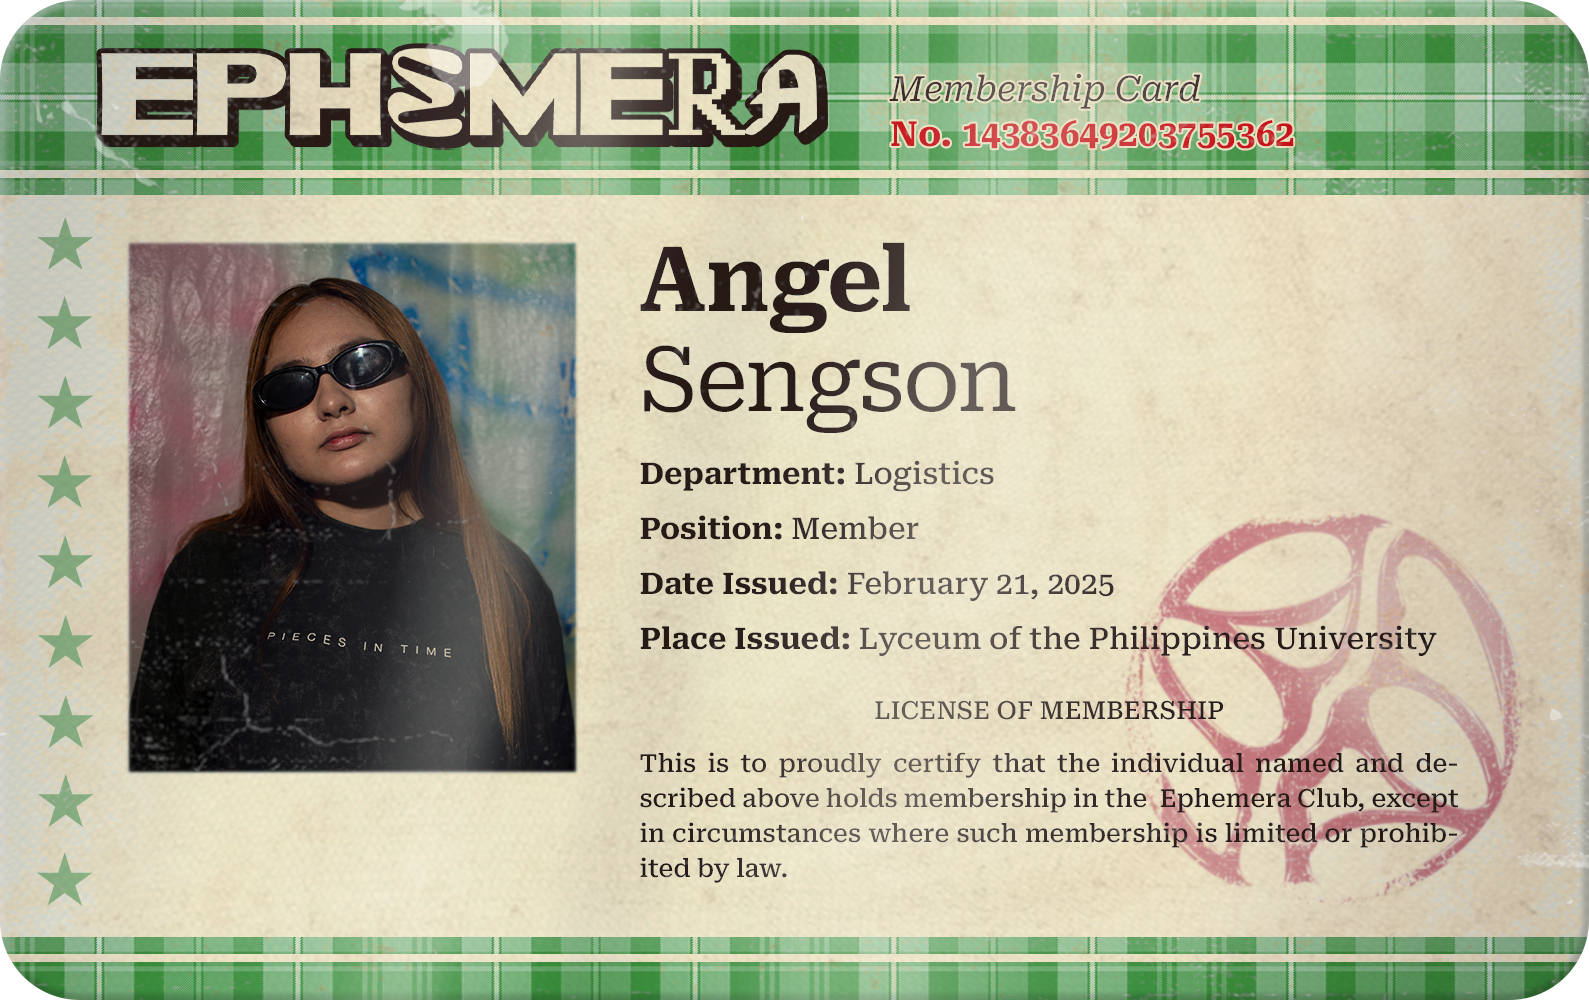 EPHEMERA
Membership Card
No. 14383649203755362
Angel
Sengson
Department: Logistics
Position: Member
Date Issued: February 21, 2025
Place Issued: Lyceum of the Philippines University
PIECES IN TIME
LICENSE OF MEMBERSHIP
This is to proudly certify that the individual named and de-
scribed above holds membership in the Ephemera Club, except
in circumstances where such membership is limited or prohib-
ited by law.